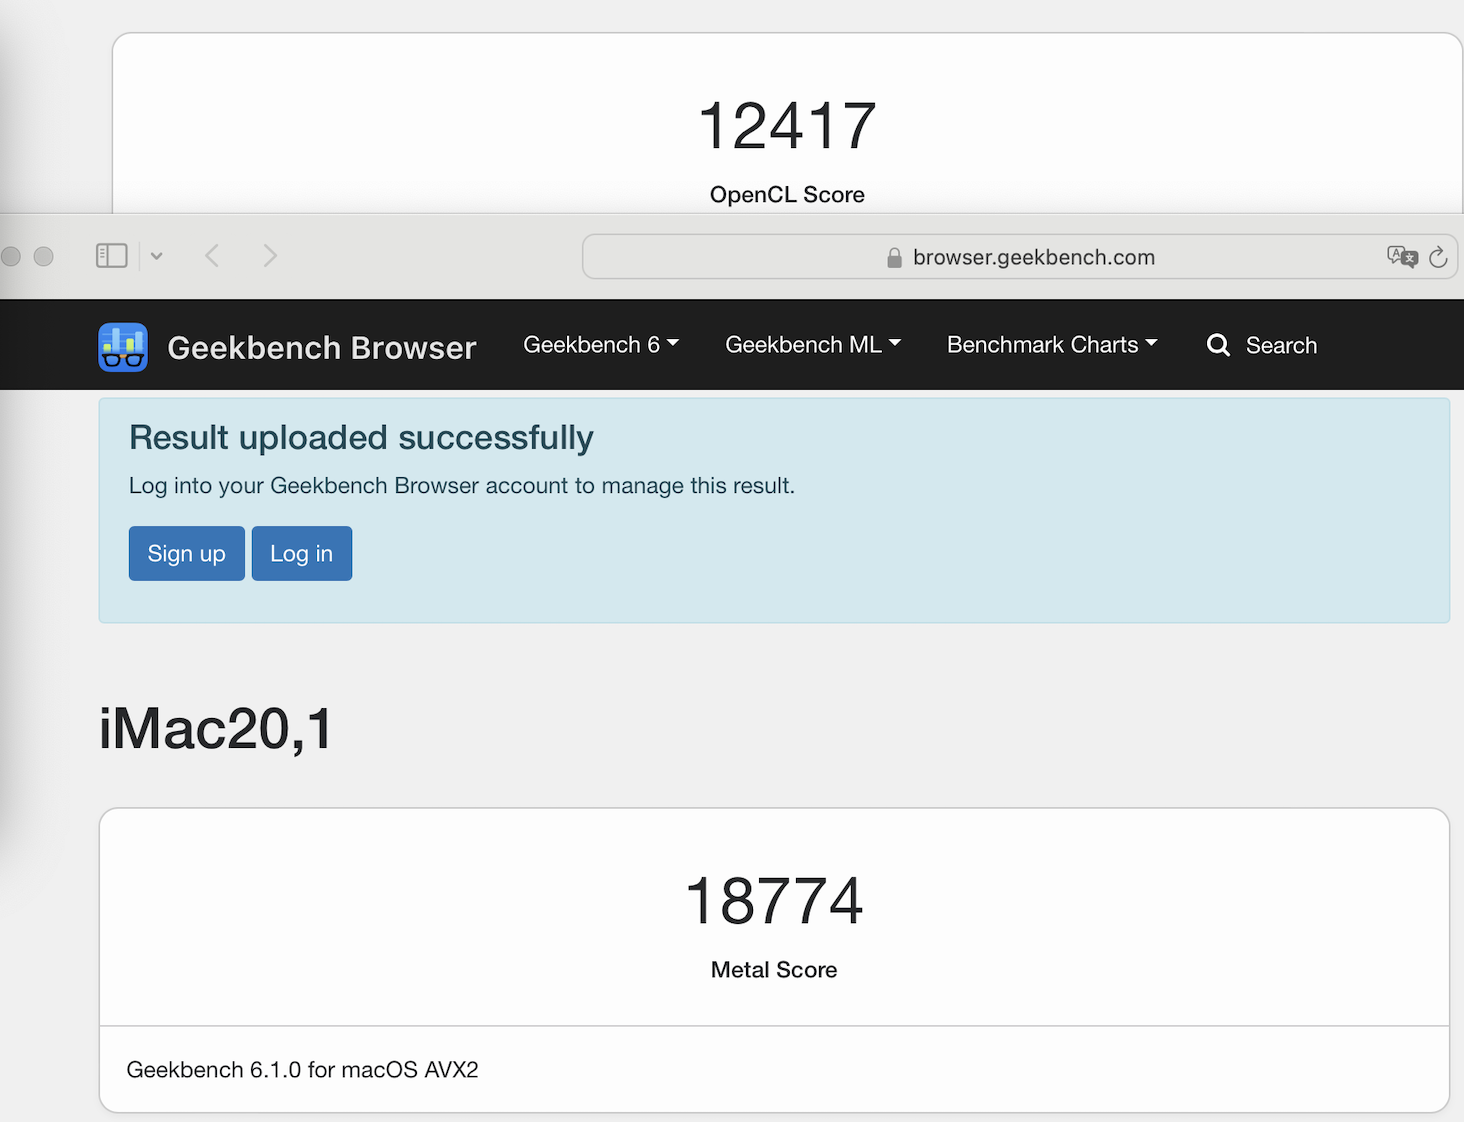 12417
OpenCL Score
browser.geekbench.com
Geekbench Browser Geekbench 6 Geekbench ML Benchmark Charts Search
Result uploaded successfully
Log into your Geekbench Browser account to manage this result.
Sign up Log in
iMac20,1
18774
Metal Score
Geekbench 6.1.0 for macOS AVX2